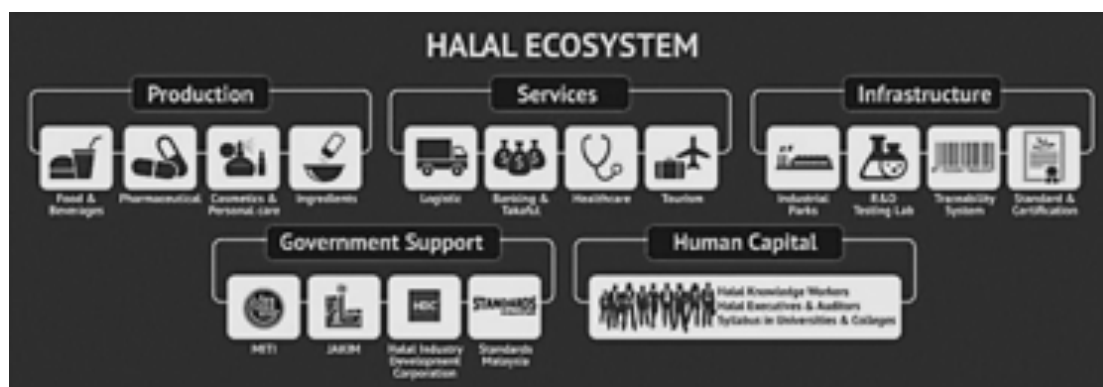 HALAL ECOSYSTEM
Production
Services
Infrastructure
Food &
Beverages
Pharmaceutical
Cosmetics &
Personal care
Ingredients
Logistic
Banking &
Takaful
Healthcare
Tourism
Industrial
Parks
R&D
Testing Lab
Traceability
System
Standard &
Certification
Government Support
Human Capital
HDC
STANDARDS
Halal Knowledge Workers
Halal Executives & Auditors
Syllabus in Universities & Colleges
MITI
JAKIM
Halal Industry
Development
Corporation
Standards
Malaysia